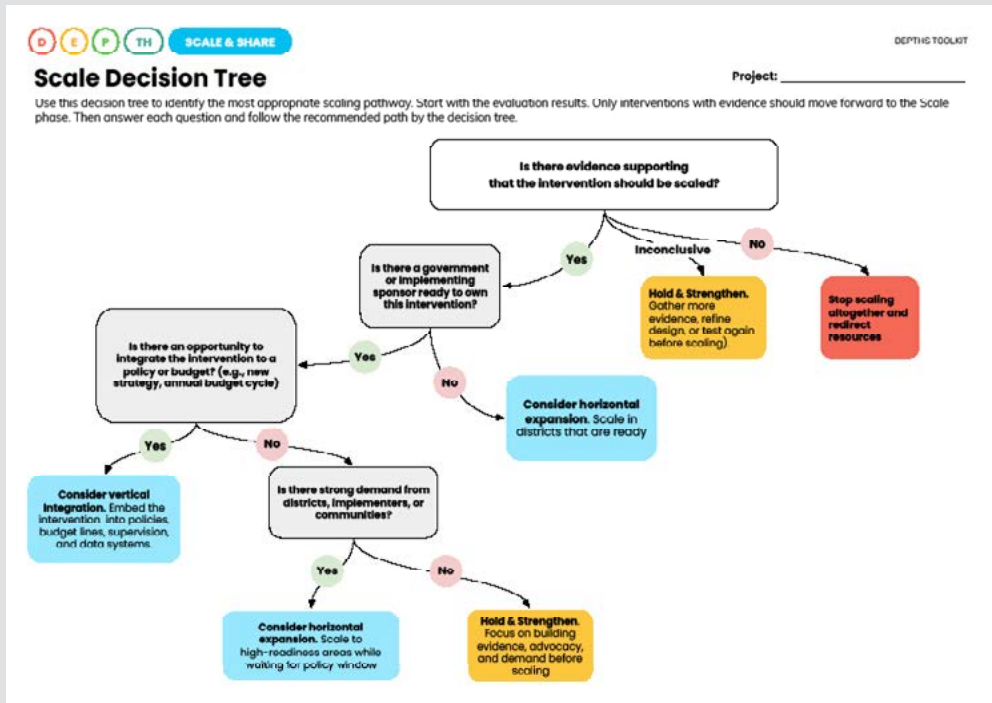 D E P TH SCALE & SHARE
DEPTHS TOOLKIT
Scale Decision Tree
Project:
Use this decision tree to identify the most appropriate scaling pathway. Start with the evaluation results. Only interventions with evidence should move forward to the Scale
phase. Then answer each question and follow the recommended path by the decision tree.
Is there evidence supporting
that the intervention should be scaled?
Yes
Inconclusive
No
Is there a government
or implementing
sponsor ready to own
this intervention?
Hold & Strengthen.
Gather more
evidence, refine
design, or test again
before scaling).
Stop scaling
altogether and
redirect
resources
Is there an opportunity to
integrate the intervention to a
policy or budget? (e.g., new
strategy, annual budget cycle)
Yes
No
Consider horizontal
expansion. Scale in
districts that are ready
Yes
No
Consider vertical
integration. Embed the
intervention into policies,
budget lines, supervision,
and data systems.
Is there strong demand from
districts, implementers, or
communities?
Yes
No
Consider horizontal
expansion. Scale to
high-readiness areas while
waiting for policy window
Hold & Strengthen.
Focus on building
evidence, advocacy,
and demand before
scaling